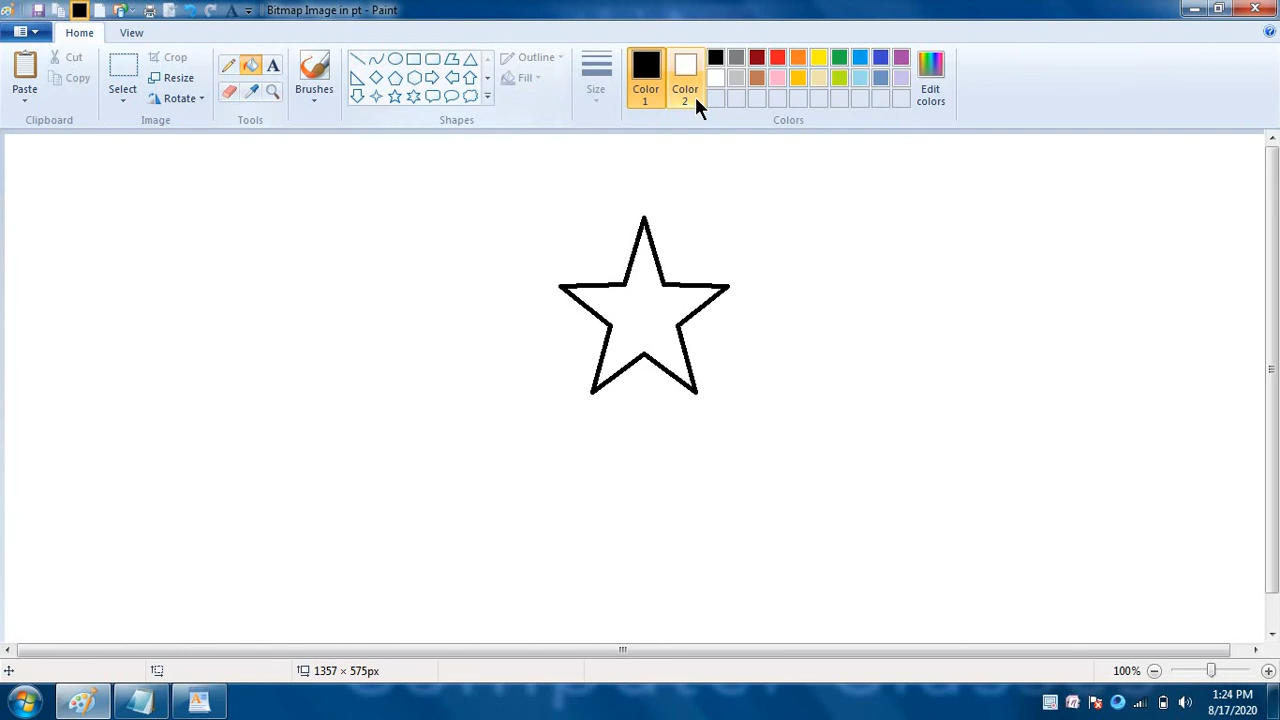 Bitmap Image in pt - Paint
Home
View
Paste
Cut
Copy
Clipboard
Select
Crop
Resize
Rotate
Image
A
Tools
Brushes
Shapes
Outline
Fill
Size
Color
1
Color
2
Colors
Edit
colors
1357 × 575px
100%
1:24 PM
8/17/2020